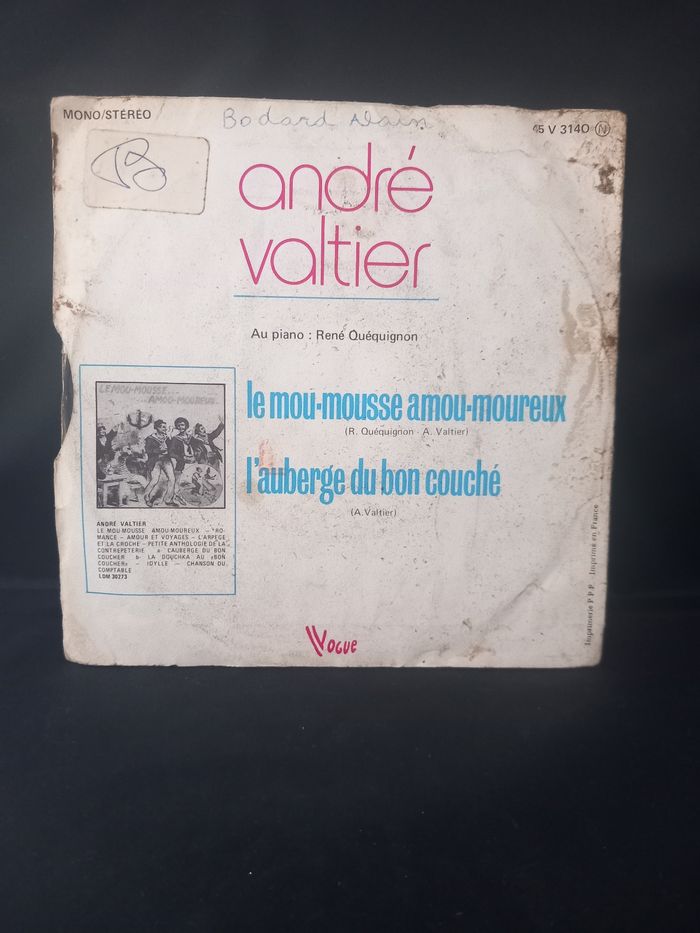 MONO/STÉRÉO
Bodard Alain
45 V 3140 N
andré
valtier
Au piano : René Quéquignon
le mou-mousse amou-moureux
(R. Quéquignon - A. Valtier)
l'auberge du bon couché
(A. Valtier)
LE MOU-MOUSSE...
...AMOU-MOUREUX
ANDRÉ VALTIER
LE MOU-MOUSSE AMOU-MOUREUX — "RO-
MANCE — AMOUR ET VOYAGES — L'ARPEGE
ET LA CROCHE — PETITE ANTHOLOGIE DE LA
CONTREPETERIE a- L'AUBERGE DU BON
COUCHER b- LA DOUCHKA AU «BON
COUCHER» — IDYLLE — CHANSON DU
COMPTABLE
LDM 30273
Imprimerie P.P.P. - Imprimé en France
VOGUE